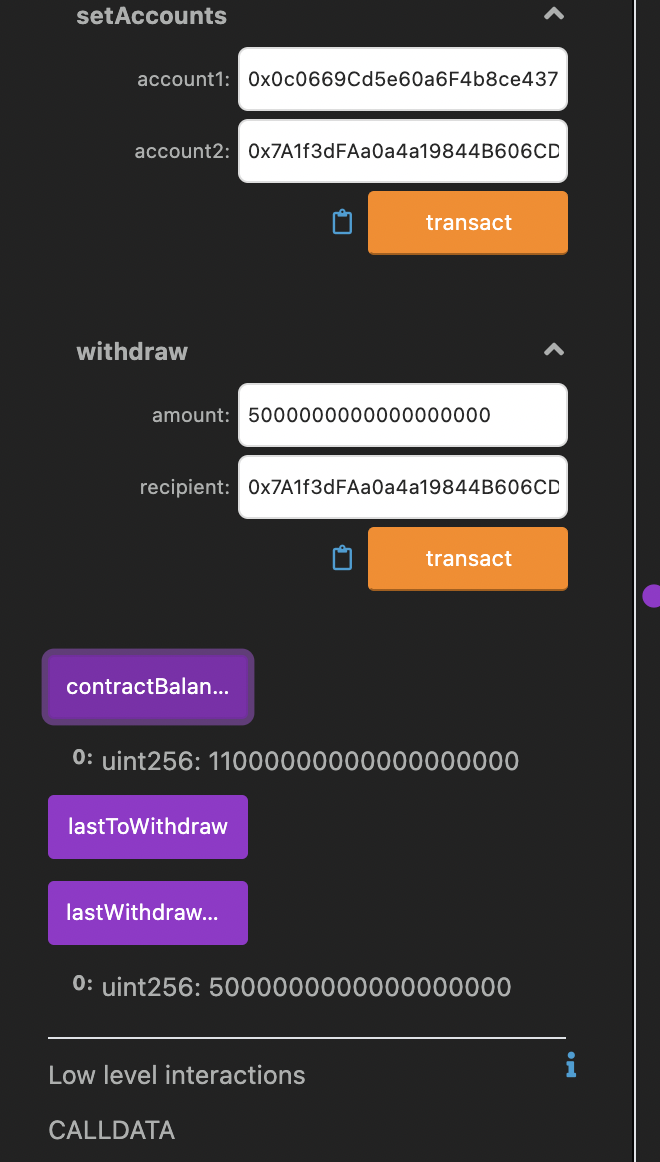 setAccounts
account1: 0x0c0669Cd5e60a6F4b8ce437
account2: 0x7A1f3dFAa0a4a19844B606CD
transact
withdraw
amount: 5000000000000000000
recipient: 0x7A1f3dFAa0a4a19844B606CD
transact
contractBalan...
0: uint256: 11000000000000000000
lastToWithdraw
lastWithdraw...
0: uint256: 5000000000000000000
Low level interactions
CALLDATA